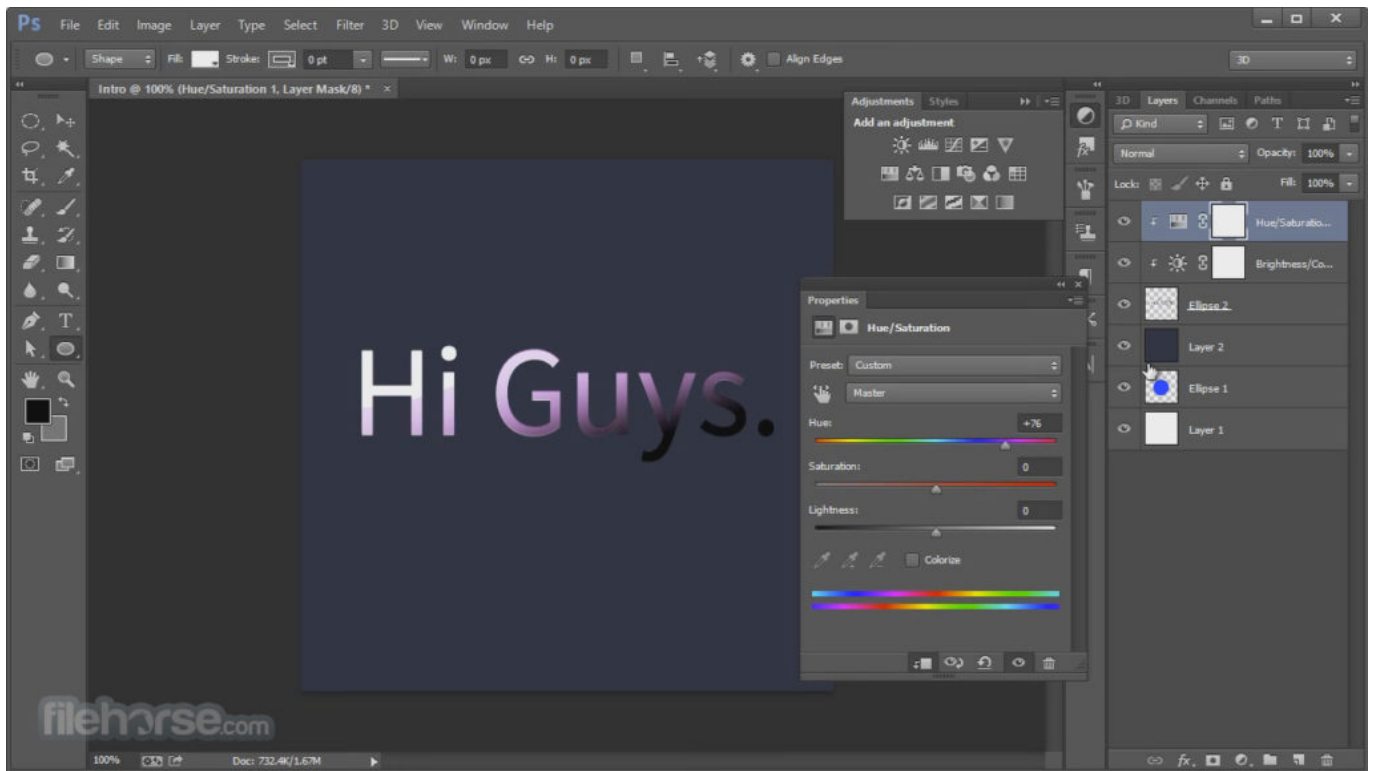 Ps File Edit Image Layer Type Select Filter 3D View Window Help
Shape Fill: Stroke: 0 pt W: 0 px H: 0 px Align Edges 3D
Intro @ 100% (Hue/Saturation 1, Layer Mask/8) * ×
Adjustments Styles
Add an adjustment
3D Layers Channels Paths
Kind
Normal Opacity: 100%
Lock: Fill: 100%
Hue/Saturatio...
Brightness/Co...
Ellipse 2
Layer 2
Ellipse 1
Layer 1
Hi Guys.
Properties
Hue/Saturation
Preset: Custom
Master
Hue: +76
Saturation: 0
Lightness: 0
Colorize
filehorse.com
100% Doc: 732.4K/1.67M